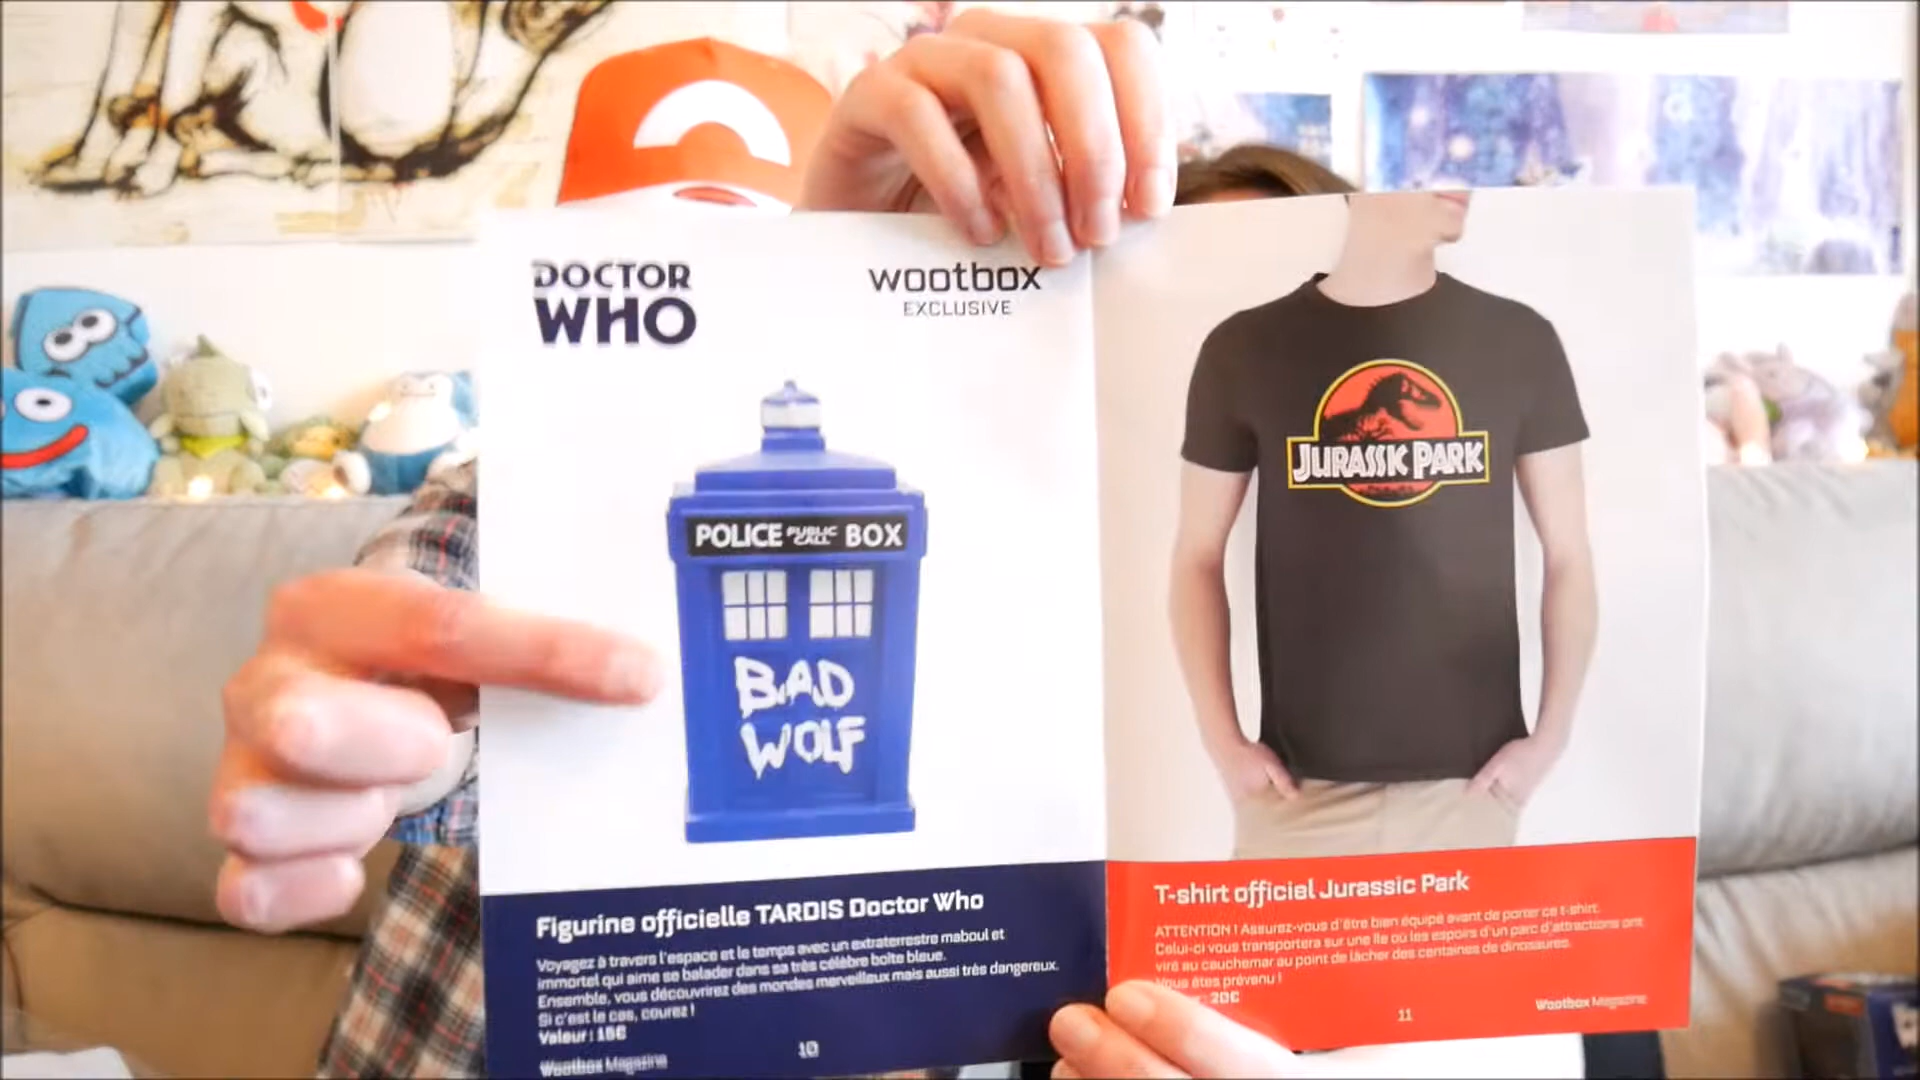 DOCTOR
WHO
wootbox
EXCLUSIVE
POLICE PUBLIC CALL BOX
BAD
WOLF
Figurine officielle TARDIS Doctor Who
Voyagez à travers l'espace et le temps avec un extraterrestre maboul et
immortel qui aime se balader dans sa très célèbre boîte bleue.
Ensemble, vous découvrirez des mondes merveilleux mais aussi très dangereux.
Si c'est le cas, courez !
Valeur : 15€
Wootbox Magazine
10
JURASSIC PARK
T-shirt officiel Jurassic Park
ATTENTION ! Assurez-vous d'être bien équipé avant de porter ce t-shirt.
Celui-ci vous transportera sur une île où les espoirs d'un parc d'attractions ont
viré au cauchemar au point de lâcher des centaines de dinosaures.
Vous êtes prévenu !
: 20€
11
Wootbox Magazine